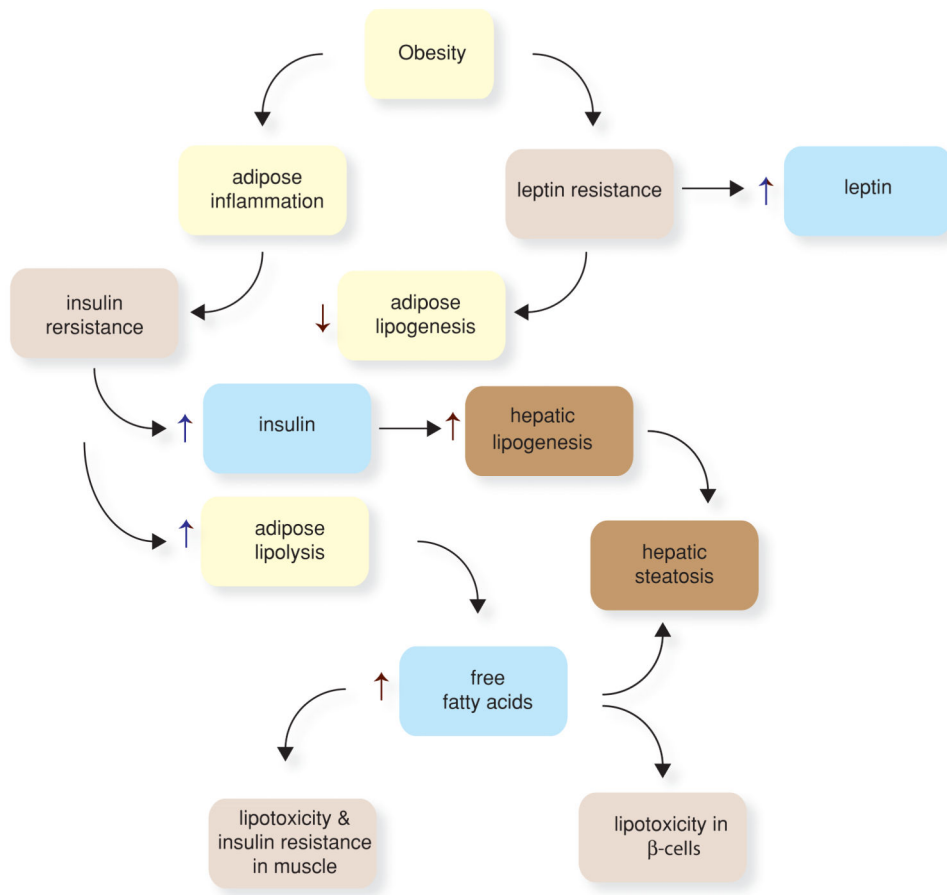 Obesity
adipose
inflammation
leptin resistance
leptin
insulin
rersistance
adipose
lipogenesis
insulin
hepatic
lipogenesis
adipose
lipolysis
hepatic
steatosis
free
fatty acids
lipotoxicity &
insulin resistance
in muscle
lipotoxicity in
β-cells